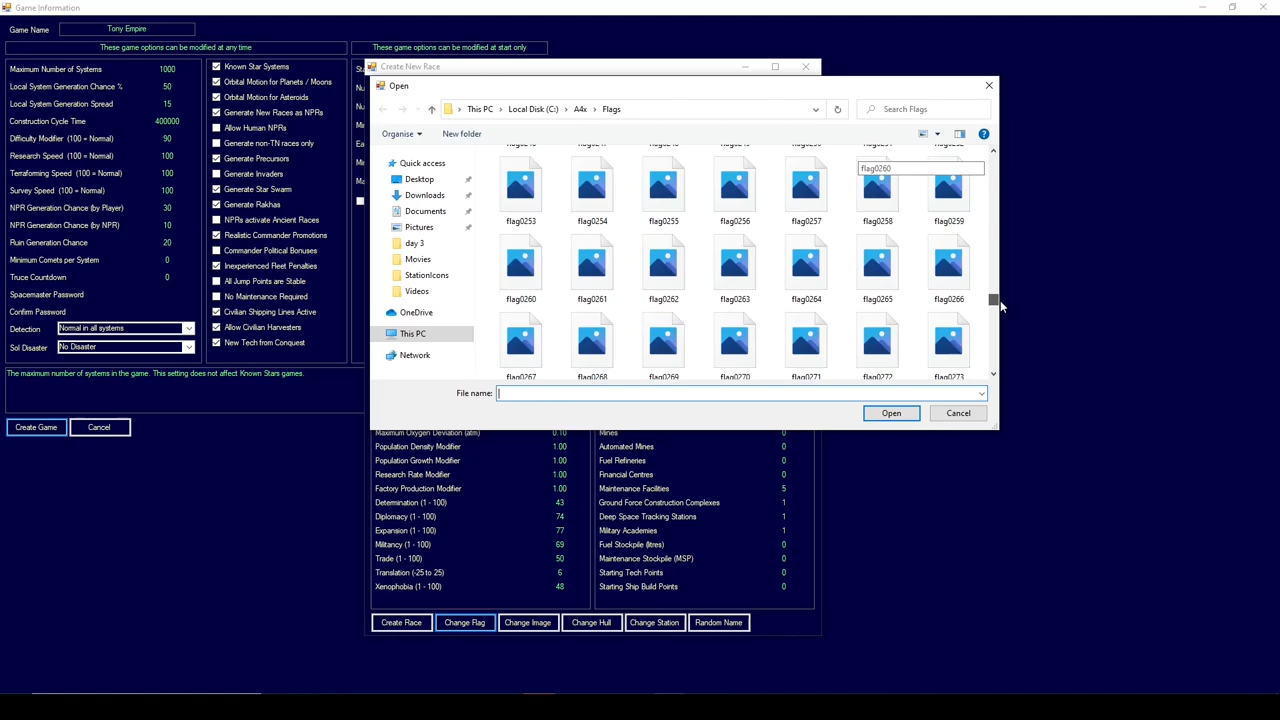 Game Information
Game Name Tony Empire
These game options can be modified at any time
These game options can be modified at start only
Maximum Number of Systems 1000
Local System Generation Chance % 50
Local System Generation Spread 15
Construction Cycle Time 400000
Difficulty Modifier (100 = Normal) 90
Research Speed (100 = Normal) 100
Terraforming Speed (100 = Normal) 100
Survey Speed (100 = Normal) 100
NPR Generation Chance (by Player) 30
NPR Generation Chance (by NPR) 10
Ruin Generation Chance 20
Minimum Comets per System 0
Truce Countdown 0
Spacemaster Password
Confirm Password
Detection Normal in all systems
Sol Disaster No Disaster
Known Star Systems
Orbital Motion for Planets / Moons
Orbital Motion for Asteroids
Generate New Races as NPRs
Allow Human NPRs
Generate non-TN races only
Generate Precursors
Generate Invaders
Generate Star Swarm
Generate Rakhas
NPRs activate Ancient Races
Realistic Commander Promotions
Commander Political Bonuses
Inexperienced Fleet Penalties
All Jump Points are Stable
No Maintenance Required
Civilian Shipping Lines Active
Allow Civilian Harvesters
New Tech from Conquest
The maximum number of systems in the game. This setting does not affect Known Stars games.
Create Game Cancel
Create New Race
Open
This PC > Local Disk (C:) > A4x > Flags
Search Flags
Organise New folder
Quick access
Desktop
Downloads
Documents
Pictures
day 3
Movies
StationIcons
Videos
OneDrive
This PC
Network
flag0260
flag0253 flag0254 flag0255 flag0256 flag0257 flag0258 flag0259
flag0260 flag0261 flag0262 flag0263 flag0264 flag0265 flag0266
flag0267 flag0268 flag0269 flag0270 flag0271 flag0272 flag0273
File name:
Open Cancel
Maximum Oxygen Deviation (atm) 0.10
Population Density Modifier 1.00
Population Growth Modifier 1.00
Research Rate Modifier 1.00
Factory Production Modifier 1.00
Determination (1 - 100) 43
Diplomacy (1 - 100) 74
Expansion (1 - 100) 77
Militancy (1 - 100) 69
Trade (1 - 100) 50
Translation (-25 to 25) 6
Xenophobia (1 - 100) 48
Mines 0
Automated Mines 0
Fuel Refineries 0
Financial Centres 0
Maintenance Facilities 5
Ground Force Construction Complexes 1
Deep Space Tracking Stations 1
Military Academies 1
Fuel Stockpile (litres) 0
Maintenance Stockpile (MSP) 0
Starting Tech Points 0
Starting Ship Build Points 0
Create Race Change Flag Change Image Change Hull Change Station Random Name